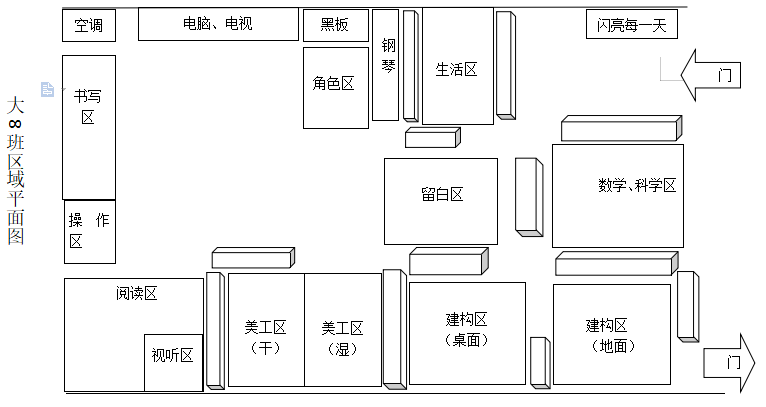 大8班区域平面图
空调
电脑、电视
黑板
钢
琴
生活区
闪亮每一天
门
角色区
书写
区
操 作
区
留白区
数学、科学区
阅读区
视听区
美工区
（干）
美工区
（湿）
建构区
（桌面）
建构区
（地面）
门